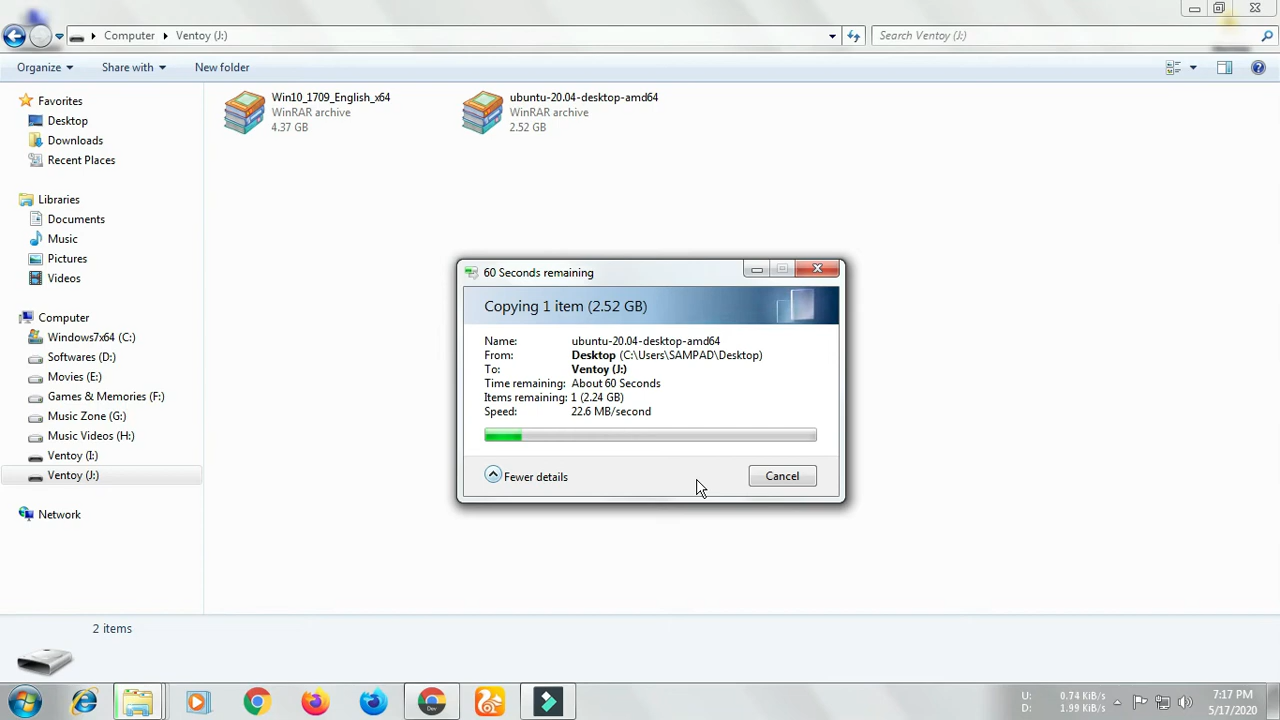 Computer
Ventoy (J:)
Search Ventoy (J:)
Organize
Share with
New folder
Favorites
Desktop
Downloads
Recent Places
Libraries
Documents
Music
Pictures
Videos
Computer
Windows7x64 (C:)
Softwares (D:)
Movies (E:)
Games & Memories (F:)
Music Zone (G:)
Music Videos (H:)
Ventoy (I:)
Ventoy (J:)
Network
Win10_1709_English_x64
WinRAR archive
4.37 GB
ubuntu-20.04-desktop-amd64
WinRAR archive
2.52 GB
60 Seconds remaining
Copying 1 item (2.52 GB)
Name: ubuntu-20.04-desktop-amd64
From: Desktop (C:\Users\SAMPAD\Desktop)
To: Ventoy (J:)
Time remaining: About 60 Seconds
Items remaining: 1 (2.24 GB)
Speed: 22.6 MB/second
Fewer details
Cancel
2 items
Dev
U: 0.74 KiB/s
D: 1.99 KiB/s
7:17 PM
5/17/2020